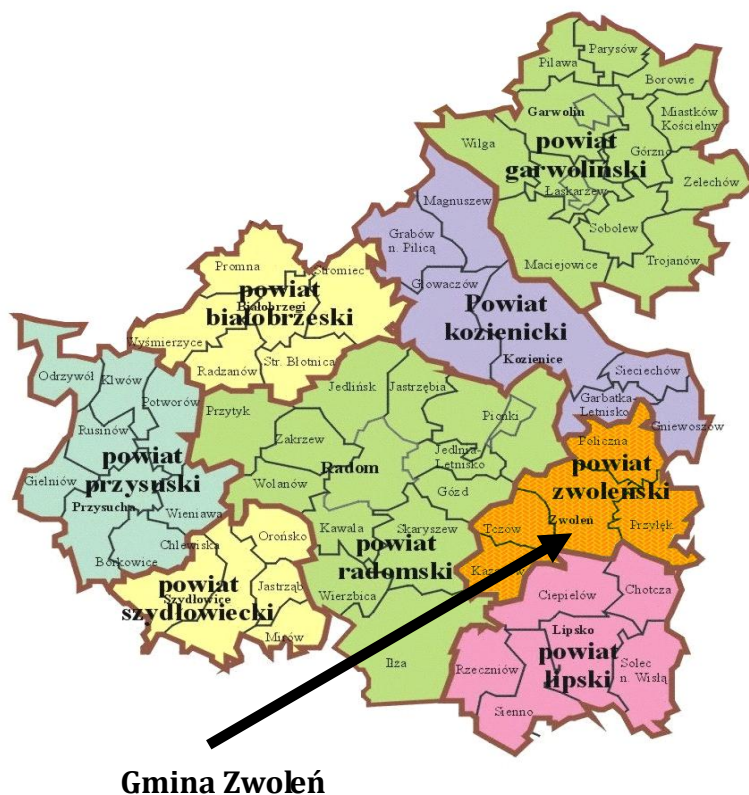 Parysów
Pilawa
Borowie
Garwolin
Miastków
Kościelny
Wilga
powiat
garwoliński
Górzno
Łaskarzew
Żelechów
Sobolew
Maciejowice
Trojanów
Magnuszew
Grabów
n. Pilicą
Głowaczów
Powiat
kozienicki
Kozienice
Sieciechów
Garbatka-
Letnisko
Gniewoszów
Promna
Stromiec
powiat
Białobrzegi
białobrzeski
Wyśmierzyce
Radzanów
Str. Błotnica
Odrzywół
Klwów
Potworów
Rusinów
powiat
przysuski
Gielniów
Przysucha
Wieniawa
Borkowice
Chlewiska
Przytyk
Jedlińsk
Jastrzębia
Pionki
Zakrzew
Radom
Jedlnia-
Letnisko
Wolanów
Gózd
Kawala
Skaryszew
powiat
radomski
Wierzbica
Iłża
Orońsko
powiat
Szydłowice
szydłowiecki
Jastrząb
Mirów
Policzna
powiat
zwoleński
Zwoleń
Tczow
Przyłęk
Ciepielów
Chotcza
Lipsko
powiat
lipski
Rzeczniów
Solec
n. Wisłą
Sienno
Gmina Zwoleń